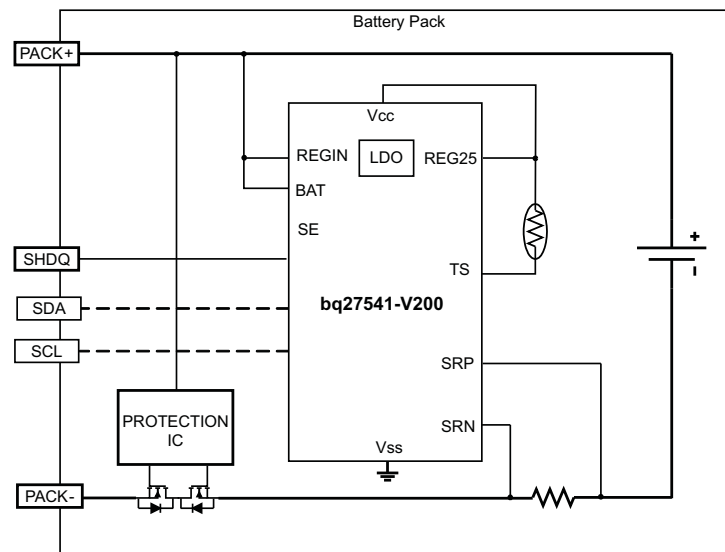 Battery Pack
PACK+
Vcc
REGIN
LDO
REG25
BAT
SE
SHDQ
TS
+
-
SDA
bq27541-V200
SCL
SRP
PROTECTION
IC
SRN
Vss
PACK-